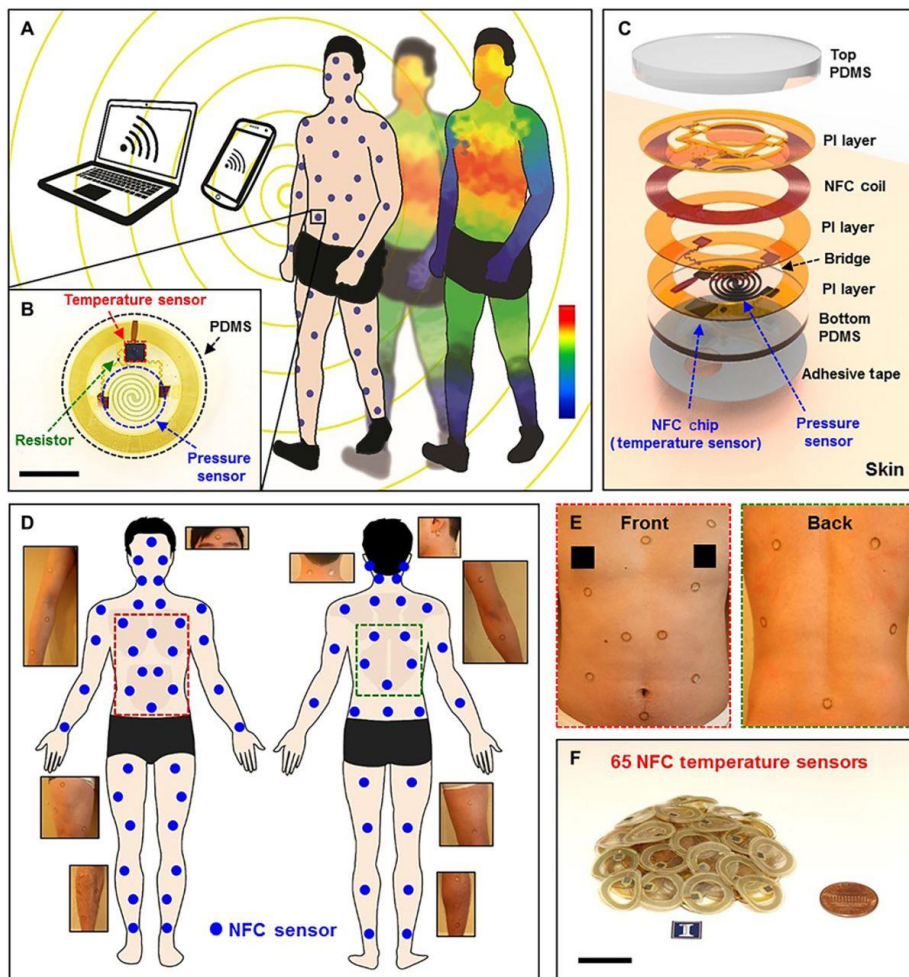 A
B
Temperature sensor
PDMS
Resistor
Pressure
sensor
C
Top
PDMS
PI layer
NFC coil
PI layer
Bridge
PI layer
Bottom
PDMS
Adhesive tape
NFC chip
(temperature sensor)
Pressure
sensor
Skin
D
NFC sensor
E
Front
Back
F
65 NFC temperature sensors